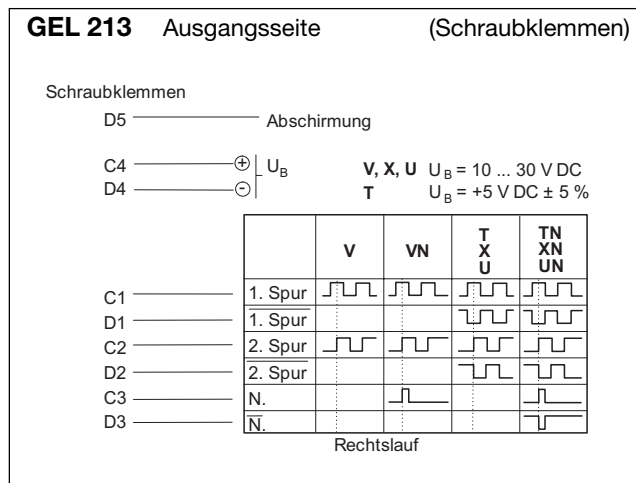 GEL 213 Ausgangsseite (Schraubklemmen)
Schraubklemmen
D5 Abschirmung
C4 + U_B V, X, U U_B = 10 ... 30 V DC
D4 - T U_B = +5 V DC ± 5 %
V VN T X U TN XN UN
C1 1. Spur
D1 1. Spur
C2 2. Spur
D2 2. Spur
C3 N.
D3 N.
Rechtslauf